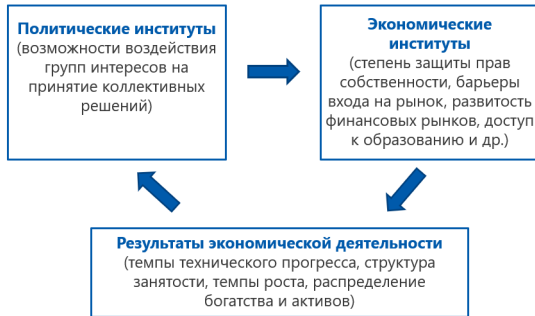 Политические институты
(возможности воздействия
групп интересов на
принятие коллективных
решений)
Экономические
институты
(степень защиты прав
собственности, барьеры
входа на рынок, развитость
финансовых рынков, доступ
к образованию и др.)
Результаты экономической деятельности
(темпы технического прогресса, структура
занятости, темпы роста, распределение
богатства и активов)